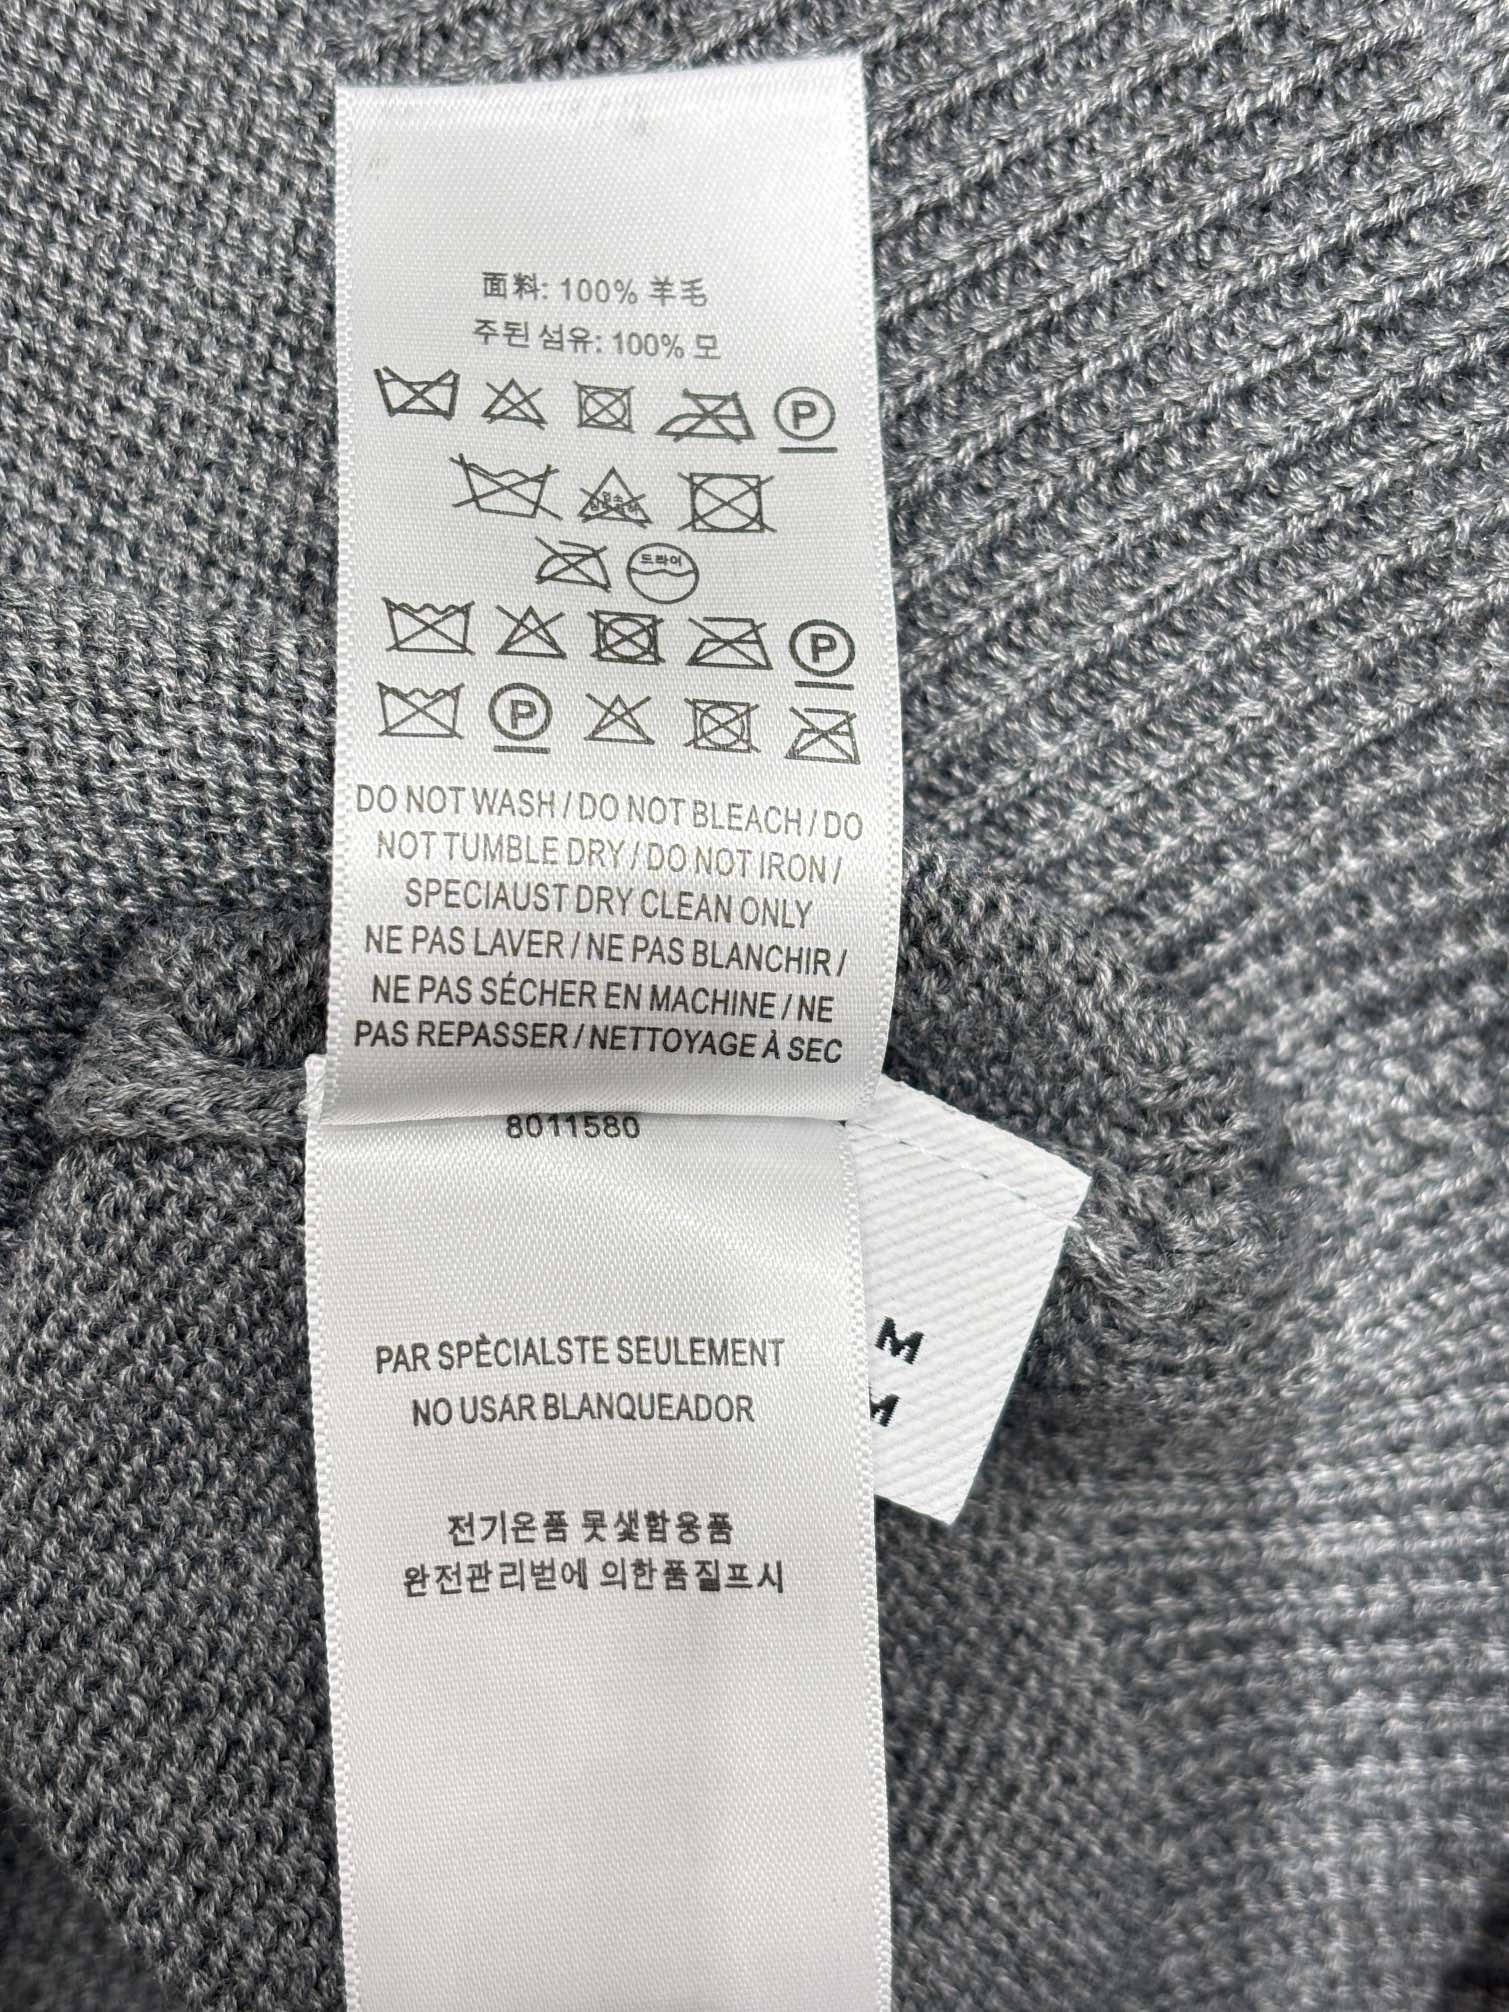 面料: 100% 羊毛
주된 섬유: 100% 모
P
드라이
P
P
DO NOT WASH / DO NOT BLEACH / DO
NOT TUMBLE DRY / DO NOT IRON /
SPECIAUST DRY CLEAN ONLY
NE PAS LAVER / NE PAS BLANCHIR /
NE PAS SÉCHER EN MACHINE / NE
PAS REPASSER / NETTOYAGE À SEC
8011580
PAR SPÈCIALSTE SEULEMENT
NO USAR BLANQUEADOR
전기온품 못샟함옹품
완전관리벋에 의한품질프시
M
M